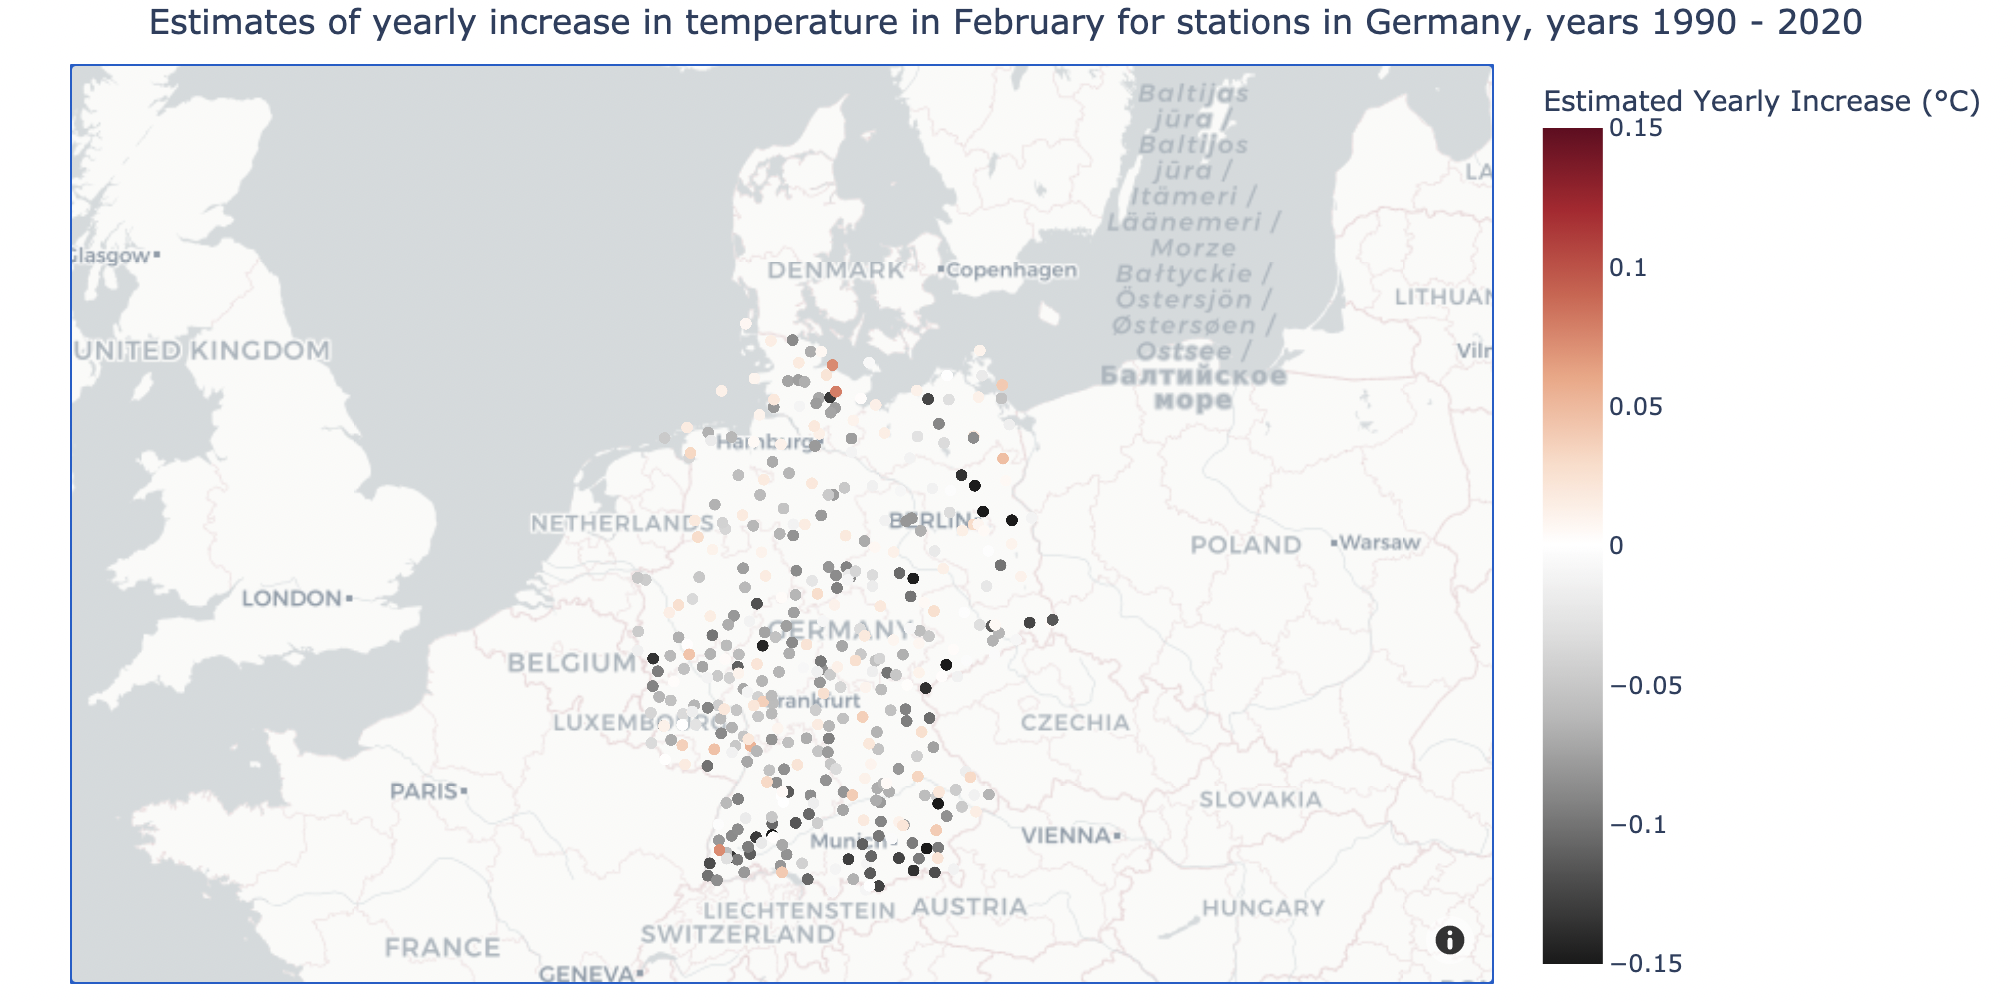 Estimates of yearly increase in temperature in February for stations in Germany, years 1990 - 2020
Estimated Yearly Increase (°C)
0.15
0.1
0.05
0
−0.05
−0.1
−0.15
Baltijas
jūra /
Baltijos
jūra /
Itämeri /
Läänemeri /
Morze
Bałtyckie /
Östersjön /
Østersøen /
Ostsee /
Балтийское
море
LA
Glasgow
DENMARK
Copenhagen
LITHUAN
UNITED KINGDOM
Viln
Hamburg
NETHERLANDS
BERLIN
POLAND
Warsaw
LONDON
GERMANY
BELGIUM
LUXEMBOURG
Frankfurt
CZECHIA
PARIS
SLOVAKIA
Munich
VIENNA
LIECHTENSTEIN
AUSTRIA
HUNGARY
SWITZERLAND
FRANCE
GENEVA